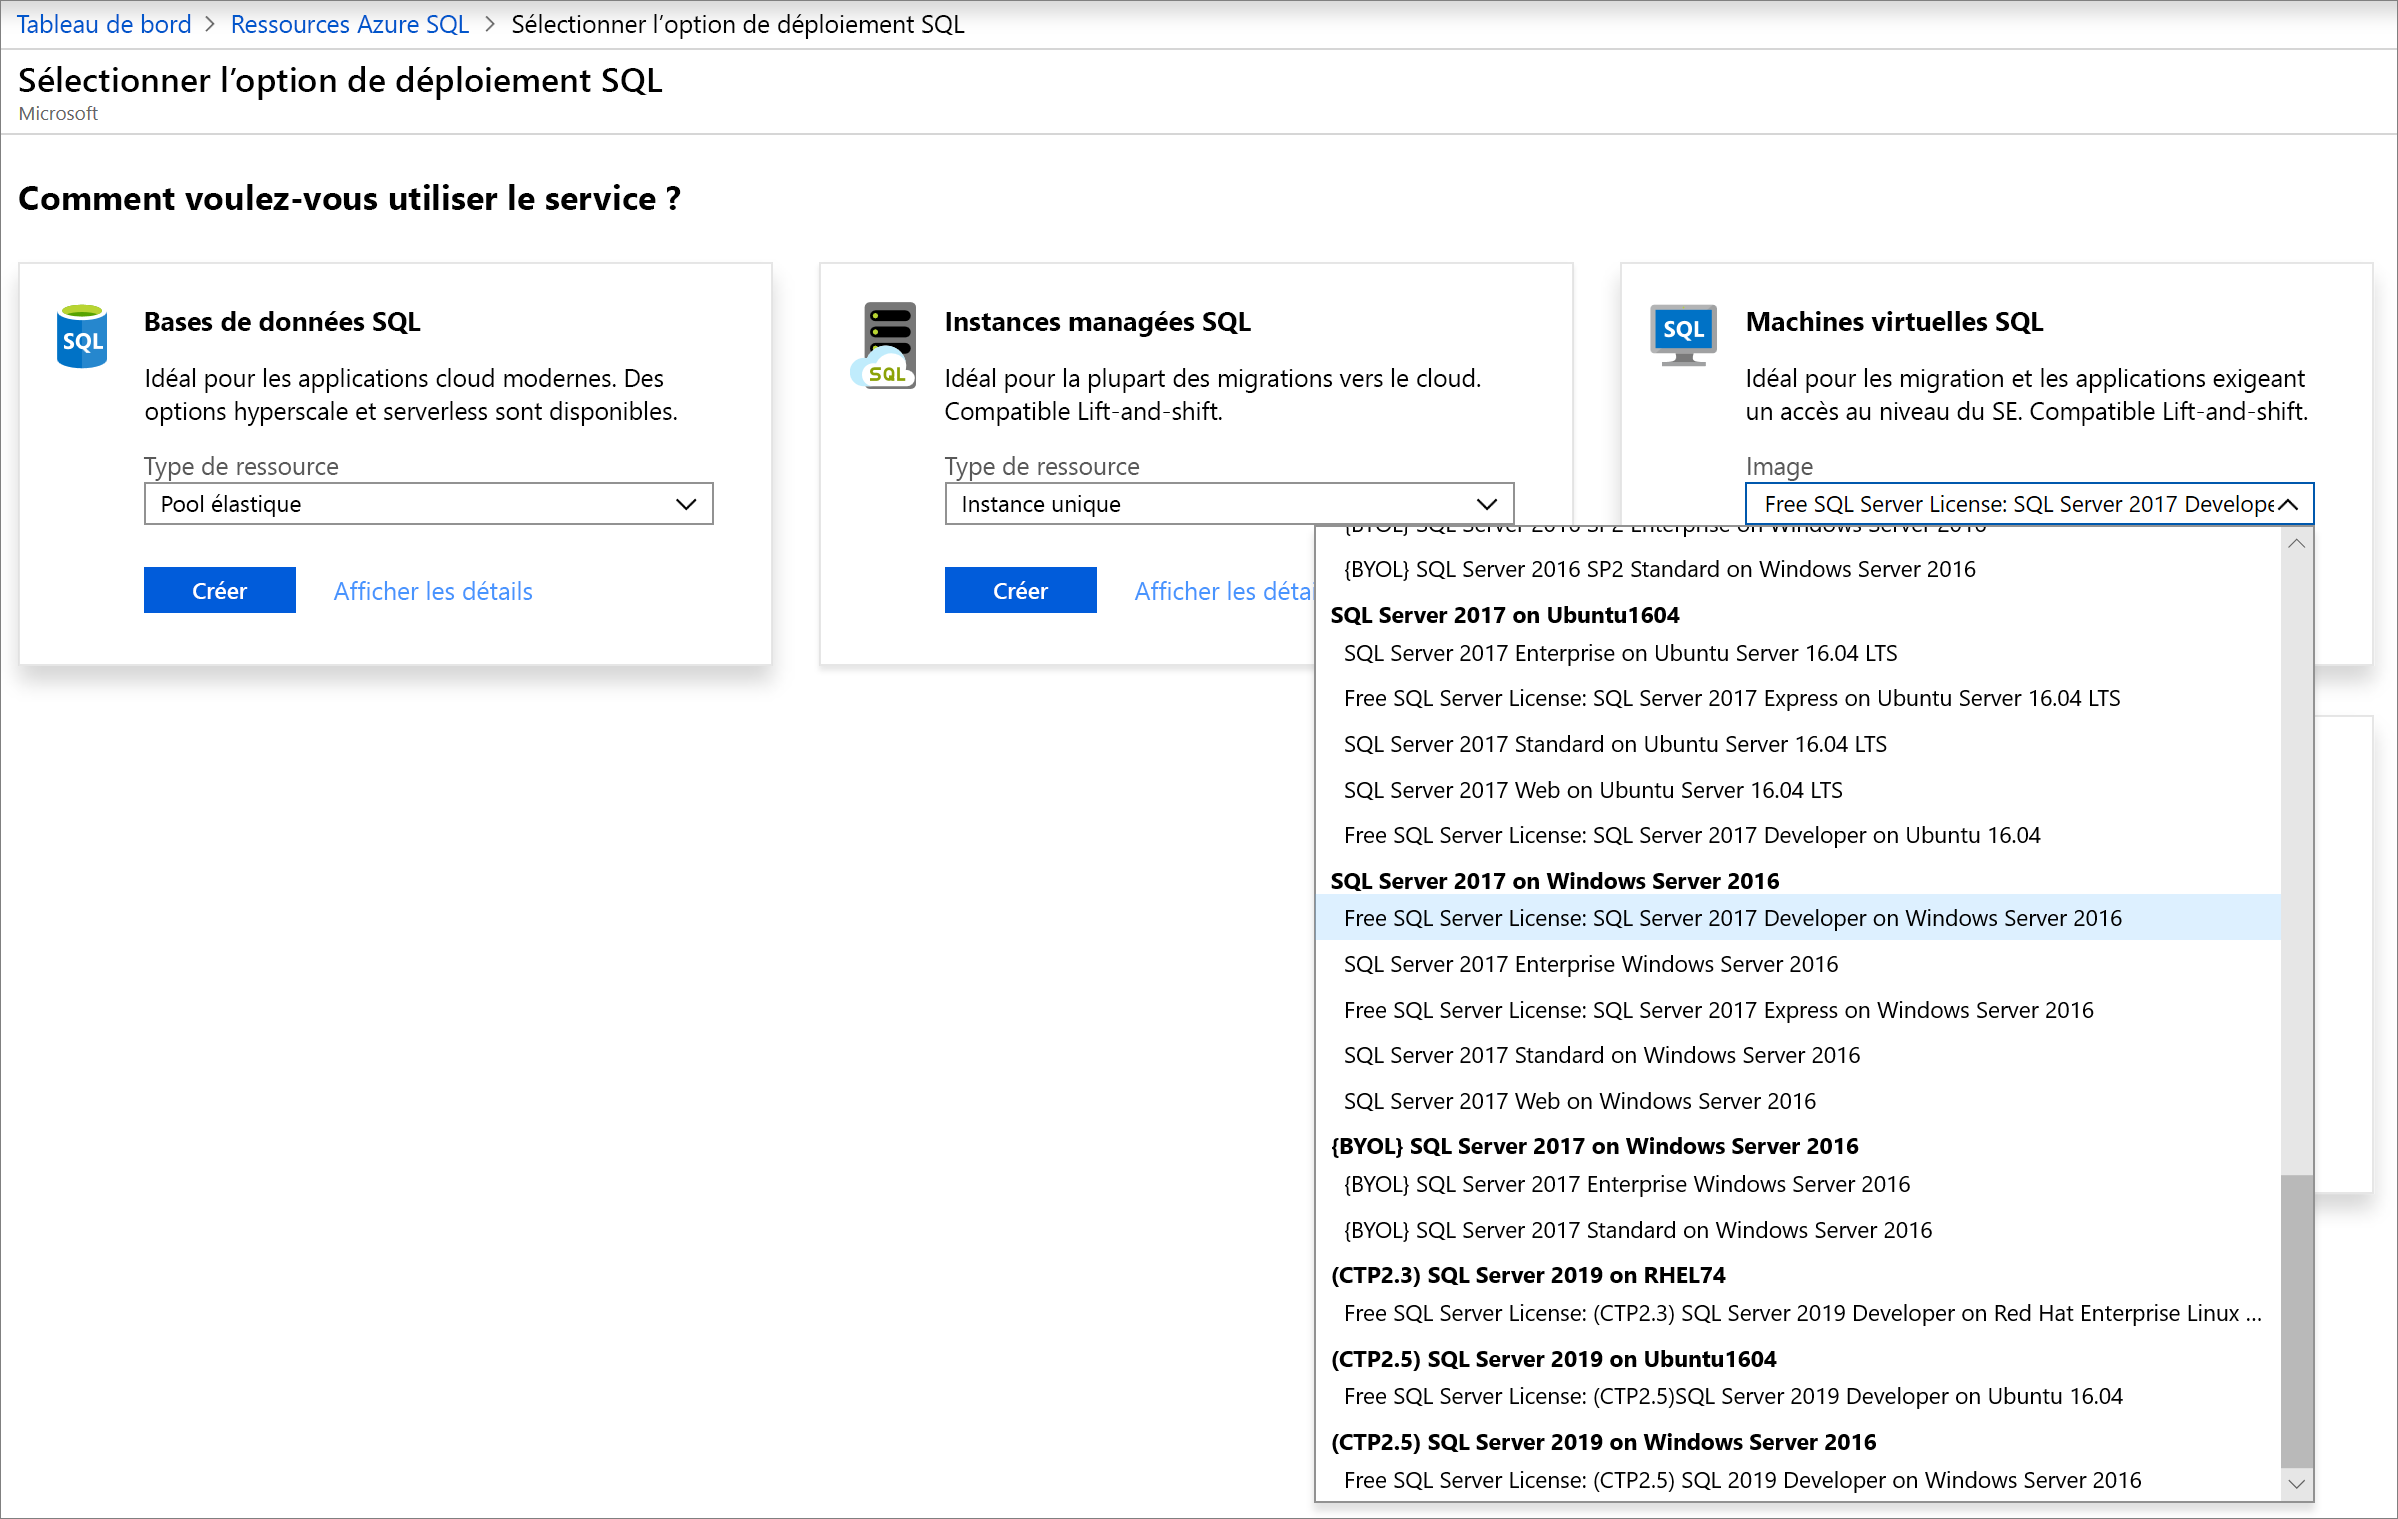 Tableau de bord > Ressources Azure SQL > Sélectionner l’option de déploiement SQL
Sélectionner l’option de déploiement SQL
Microsoft
Comment voulez-vous utiliser le service ?
SQL
Bases de données SQL
Idéal pour les applications cloud modernes. Des
options hyperscale et serverless sont disponibles.
Type de ressource
Pool élastique
Créer
Afficher les détails
SQL
Instances managées SQL
Idéal pour la plupart des migrations vers le cloud.
Compatible Lift-and-shift.
Type de ressource
Instance unique
Créer
Afficher les détai
SQL
Machines virtuelles SQL
Idéal pour les migration et les applications exigeant
un accès au niveau du SE. Compatible Lift-and-shift.
Image
Free SQL Server License: SQL Server 2017 Develope
{BYOL} SQL Server 2016 SP2 Enterprise on Windows Server 2016
{BYOL} SQL Server 2016 SP2 Standard on Windows Server 2016
SQL Server 2017 on Ubuntu1604
SQL Server 2017 Enterprise on Ubuntu Server 16.04 LTS
Free SQL Server License: SQL Server 2017 Express on Ubuntu Server 16.04 LTS
SQL Server 2017 Standard on Ubuntu Server 16.04 LTS
SQL Server 2017 Web on Ubuntu Server 16.04 LTS
Free SQL Server License: SQL Server 2017 Developer on Ubuntu 16.04
SQL Server 2017 on Windows Server 2016
Free SQL Server License: SQL Server 2017 Developer on Windows Server 2016
SQL Server 2017 Enterprise Windows Server 2016
Free SQL Server License: SQL Server 2017 Express on Windows Server 2016
SQL Server 2017 Standard on Windows Server 2016
SQL Server 2017 Web on Windows Server 2016
{BYOL} SQL Server 2017 on Windows Server 2016
{BYOL} SQL Server 2017 Enterprise Windows Server 2016
{BYOL} SQL Server 2017 Standard on Windows Server 2016
(CTP2.3) SQL Server 2019 on RHEL74
Free SQL Server License: (CTP2.3) SQL Server 2019 Developer on Red Hat Enterprise Linux ...
(CTP2.5) SQL Server 2019 on Ubuntu1604
Free SQL Server License: (CTP2.5)SQL Server 2019 Developer on Ubuntu 16.04
(CTP2.5) SQL Server 2019 on Windows Server 2016
Free SQL Server License: (CTP2.5) SQL 2019 Developer on Windows Server 2016